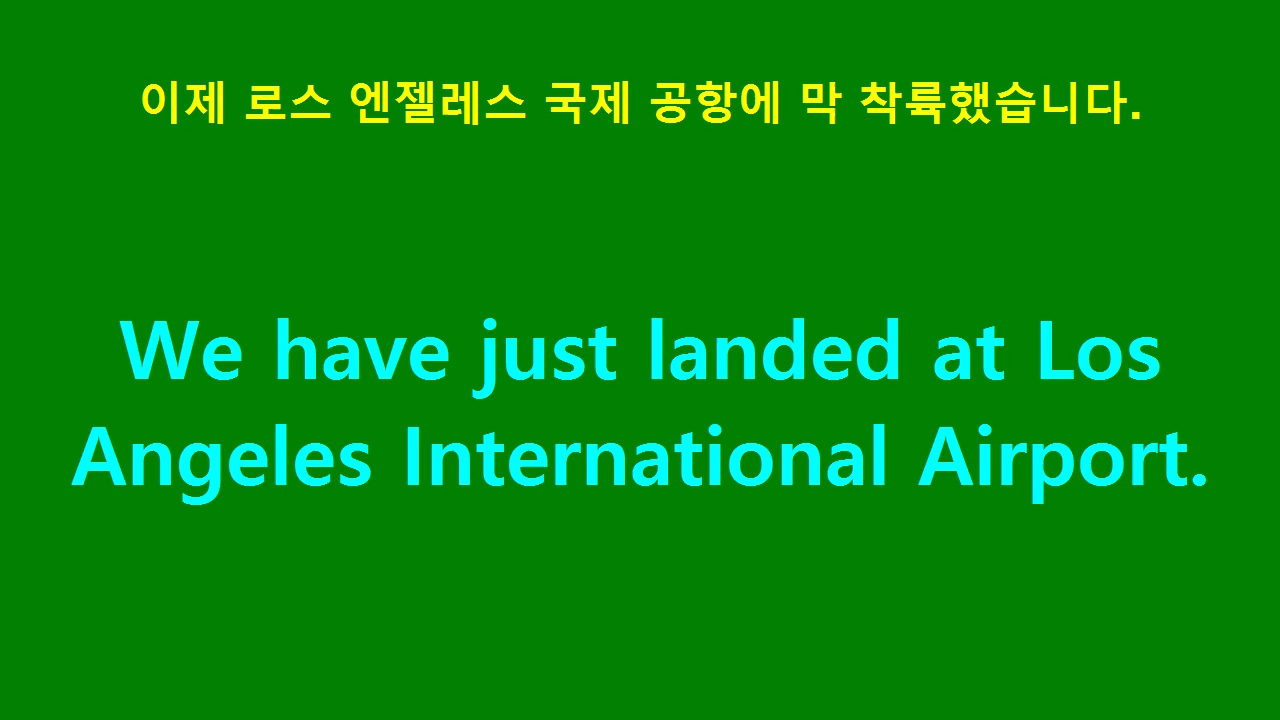 이제 로스 엔젤레스 국제 공항에 막 착륙했습니다.
We have just landed at Los
Angeles International Airport.